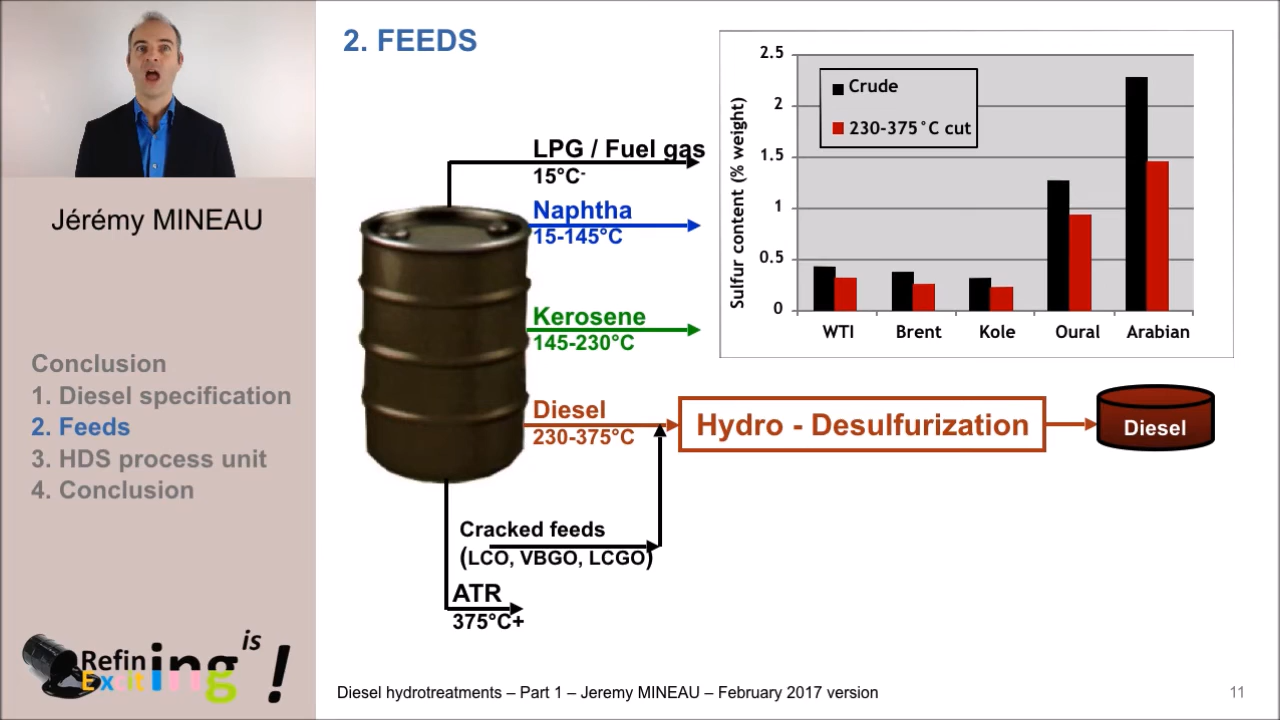 Jérémy MINEAU
Conclusion
1. Diesel specification
2. Feeds
3. HDS process unit
4. Conclusion
Refin ing is !
Exciting
2. FEEDS
LPG / Fuel gas
15°C-
Naphtha
15-145°C
Kerosene
145-230°C
Diesel
230-375°C
Cracked feeds
(LCO, VBGO, LCGO)
ATR
375°C+
Hydro - Desulfurization
Diesel
Sulfur content (% weight)
2.5
2
1.5
1
0.5
0
Crude
230-375°C cut
WTI Brent Kole Oural Arabian
Diesel hydrotreatments – Part 1 – Jeremy MINEAU – February 2017 version
11